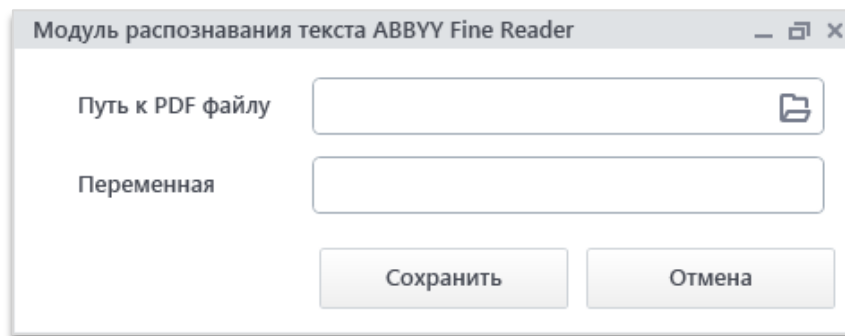 Модуль распознавания текста ABBYY Fine Reader
Путь к PDF файлу
Переменная
Сохранить Отмена